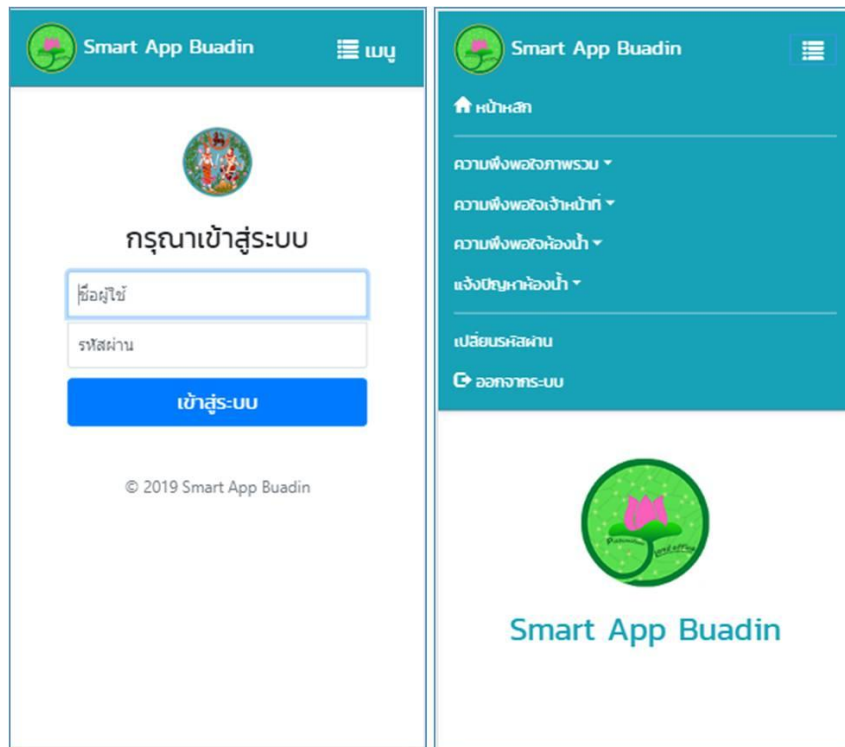 Smart App Buadin
เมนู
กรุณาเข้าสู่ระบบ
ชื่อผู้ใช้
รหัสผ่าน
เข้าสู่ระบบ
© 2019 Smart App Buadin
Smart App Buadin
หน้าหลัก
ความพึงพอใจภาพรวม
ความพึงพอใจเจ้าหน้าที่
ความพึงพอใจห้องน้ำ
แจ้งปัญหาห้องน้ำ
เปลี่ยนรหัสผ่าน
ออกจากระบบ
Land office
Smart App Buadin